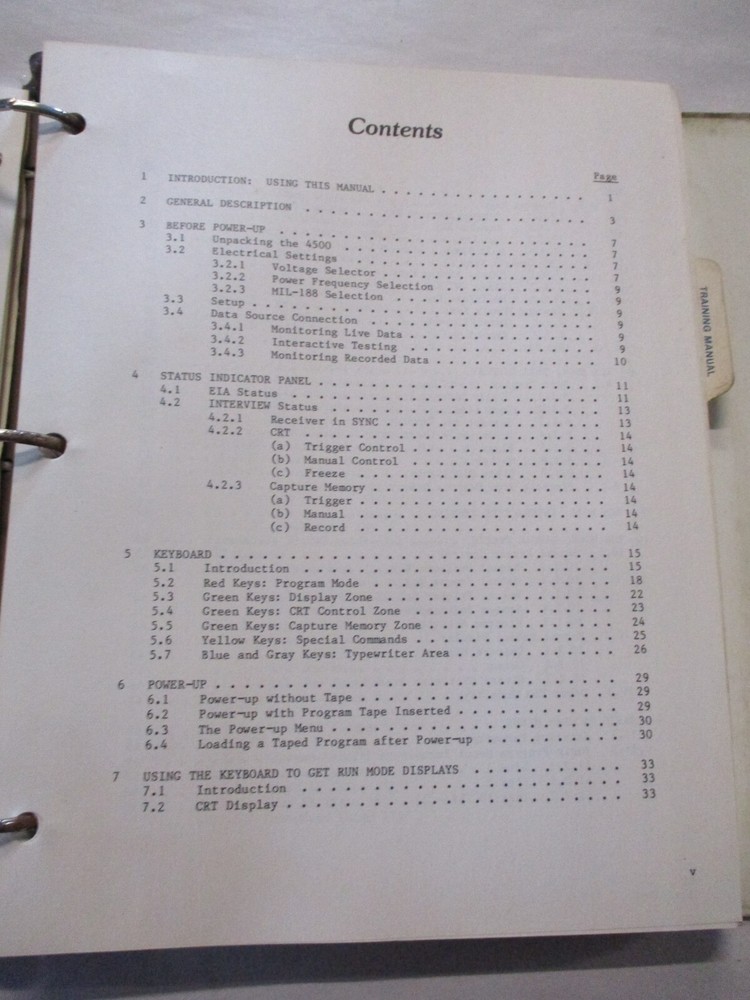 Contents
Page
1 INTRODUCTION: USING THIS MANUAL . . . . . . . . . . . . . . . . . 1
2 GENERAL DESCRIPTION . . . . . . . . . . . . . . . . . . . . . . 3
3 BEFORE POWER-UP . . . . . . . . . . . . . . . . . . . . . . . . 7
3.1 Unpacking the 4500 . . . . . . . . . . . . . . . . . . . . 7
3.2 Electrical Settings . . . . . . . . . . . . . . . . . . . . 7
3.2.1 Voltage Selector . . . . . . . . . . . . . . . . . 7
3.2.2 Power Frequency Selection . . . . . . . . . . . . 9
3.2.3 MIL-188 Selection . . . . . . . . . . . . . . . . 9
3.3 Setup . . . . . . . . . . . . . . . . . . . . . . . . . . 9
3.4 Data Source Connection . . . . . . . . . . . . . . . . . . 9
3.4.1 Monitoring Live Data . . . . . . . . . . . . . . . 9
3.4.2 Interactive Testing . . . . . . . . . . . . . . . 9
3.4.3 Monitoring Recorded Data . . . . . . . . . . . . . 10
4 STATUS INDICATOR PANEL . . . . . . . . . . . . . . . . . . . . . 11
4.1 EIA Status . . . . . . . . . . . . . . . . . . . . . . . . 11
4.2 INTERVIEW Status . . . . . . . . . . . . . . . . . . . . . 13
4.2.1 Receiver in SYNC . . . . . . . . . . . . . . . . . 13
4.2.2 CRT . . . . . . . . . . . . . . . . . . . . . . . 14
(a) Trigger Control . . . . . . . . . . . . . . . 14
(b) Manual Control . . . . . . . . . . . . . . . 14
(c) Freeze . . . . . . . . . . . . . . . . . . . 14
4.2.3 Capture Memory . . . . . . . . . . . . . . . . . . 14
(a) Trigger . . . . . . . . . . . . . . . . . . . 14
(b) Manual . . . . . . . . . . . . . . . . . . . 14
(c) Record . . . . . . . . . . . . . . . . . . . 14
5 KEYBOARD . . . . . . . . . . . . . . . . . . . . . . . . . . . . 15
5.1 Introduction . . . . . . . . . . . . . . . . . . . . . . . 15
5.2 Red Keys: Program Mode . . . . . . . . . . . . . . . . . . 18
5.3 Green Keys: Display Zone . . . . . . . . . . . . . . . . . 22
5.4 Green Keys: CRT Control Zone . . . . . . . . . . . . . . . 23
5.5 Green Keys: Capture Memory Zone . . . . . . . . . . . . . . 24
5.6 Yellow Keys: Special Commands . . . . . . . . . . . . . . . 25
5.7 Blue and Gray Keys: Typewriter Area . . . . . . . . . . . . 26
6 POWER-UP . . . . . . . . . . . . . . . . . . . . . . . . . . . . 29
6.1 Power-up without Tape . . . . . . . . . . . . . . . . . . . 29
6.2 Power-up with Program Tape Inserted . . . . . . . . . . . . 29
6.3 The Power-up Menu . . . . . . . . . . . . . . . . . . . . . 30
6.4 Loading a Taped Program after Power-up . . . . . . . . . . 30
7 USING THE KEYBOARD TO GET RUN MODE DISPLAYS . . . . . . . . . . . 33
7.1 Introduction . . . . . . . . . . . . . . . . . . . . . . . 33
7.2 CRT Display . . . . . . . . . . . . . . . . . . . . . . . . 33
v
TRAINING MANUAL